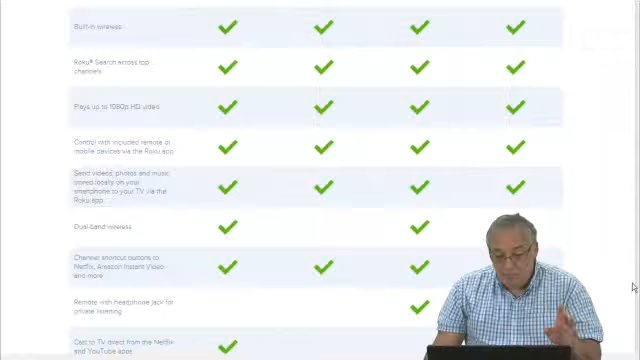 Built-in wireless
Roku® Search across top
channels
Plays up to 1080p HD video
Control with included remote or
mobile devices via the Roku app
Send videos, photos and music
stored locally on your
smartphone to your TV via the
Roku app.
Dual-band wireless
Channel shortcut buttons to
Netflix, Amazon Instant Video
and more
Remote with headphone jack for
private listening
Cast to TV direct from the Netflix
and YouTube apps